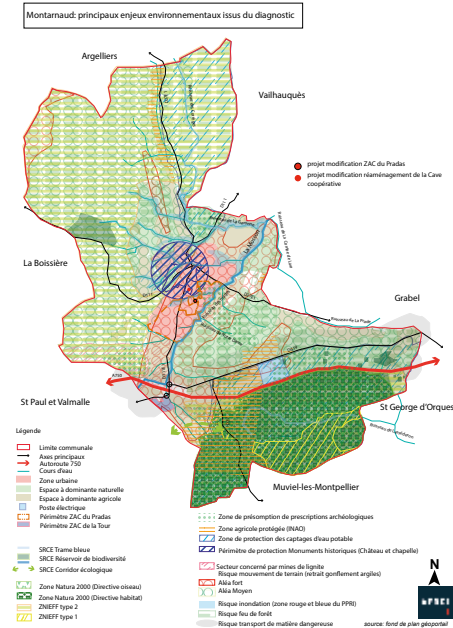 Montarnaud: principaux enjeux environnementaux issus du diagnostic
Argelliers
Vailhauquès
projet modification ZAC du Pradas
projet modification réaménagement de la Cave
coopérative
La Boissière
Grabel
A750
St Paul et Valmalle
St George d'Orques
Muviel-les-Montpellier
Légende
Limite communale
Axes principaux
Autoroute 750
Cours d'eau
Zone urbaine
Espace à dominante naturelle
Espace à dominante agricole
Poste électrique
Périmètre ZAC du Pradas
Périmètre ZAC de la Tour
SRCE Trame bleue
SRCE Réservoir de biodiversité
SRCE Corridor écologique
Zone Natura 2000 (Directive oiseau)
Zone Natura 2000 (Directive habitat)
ZNIEFF type 2
ZNIEFF type 1
Zone de présomption de prescriptions archéologiques
Zone agricole protégée (INAO)
Zone de protection des captages d'eau potable
Périmètre de protection Monuments historiques (Château et chapelle)
Secteur concerné par mines de lignite
Risque mouvement de terrain (retrait gonflement argiles)
Aléa fort
Aléa Moyen
Risque inondation (zone rouge et bleue du PPRI)
Risque feu de forêt
Risque transport de matière dangereuse
N
source: fond de plan géoportail